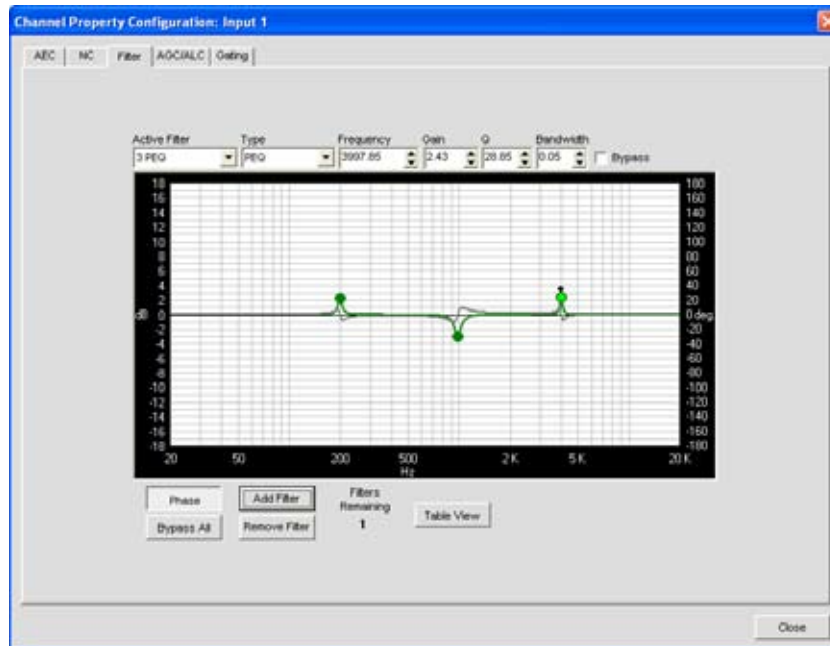 Channel Property Configuration: Input 1
AEC NC Filter AGC/ALC Gating
Active Filter Type Frequency Gain Q Bandwidth
3 PEQ PEQ 3997.85 2.43 28.85 0.05 Bypass
18 180
16 160
14 140
12 120
10 100
8 80
6 60
4 40
2 20
dB 0 0 deg
-2 -20
-4 -40
-6 -60
-8 -80
-10 -100
-12 -120
-14 -140
-16 -160
-18 -180
20 50 200 500 2 K 5 K 20 K
Hz
Phase Add Filter Filters Remaining Table View
Bypass All Remove Filter 1
Close